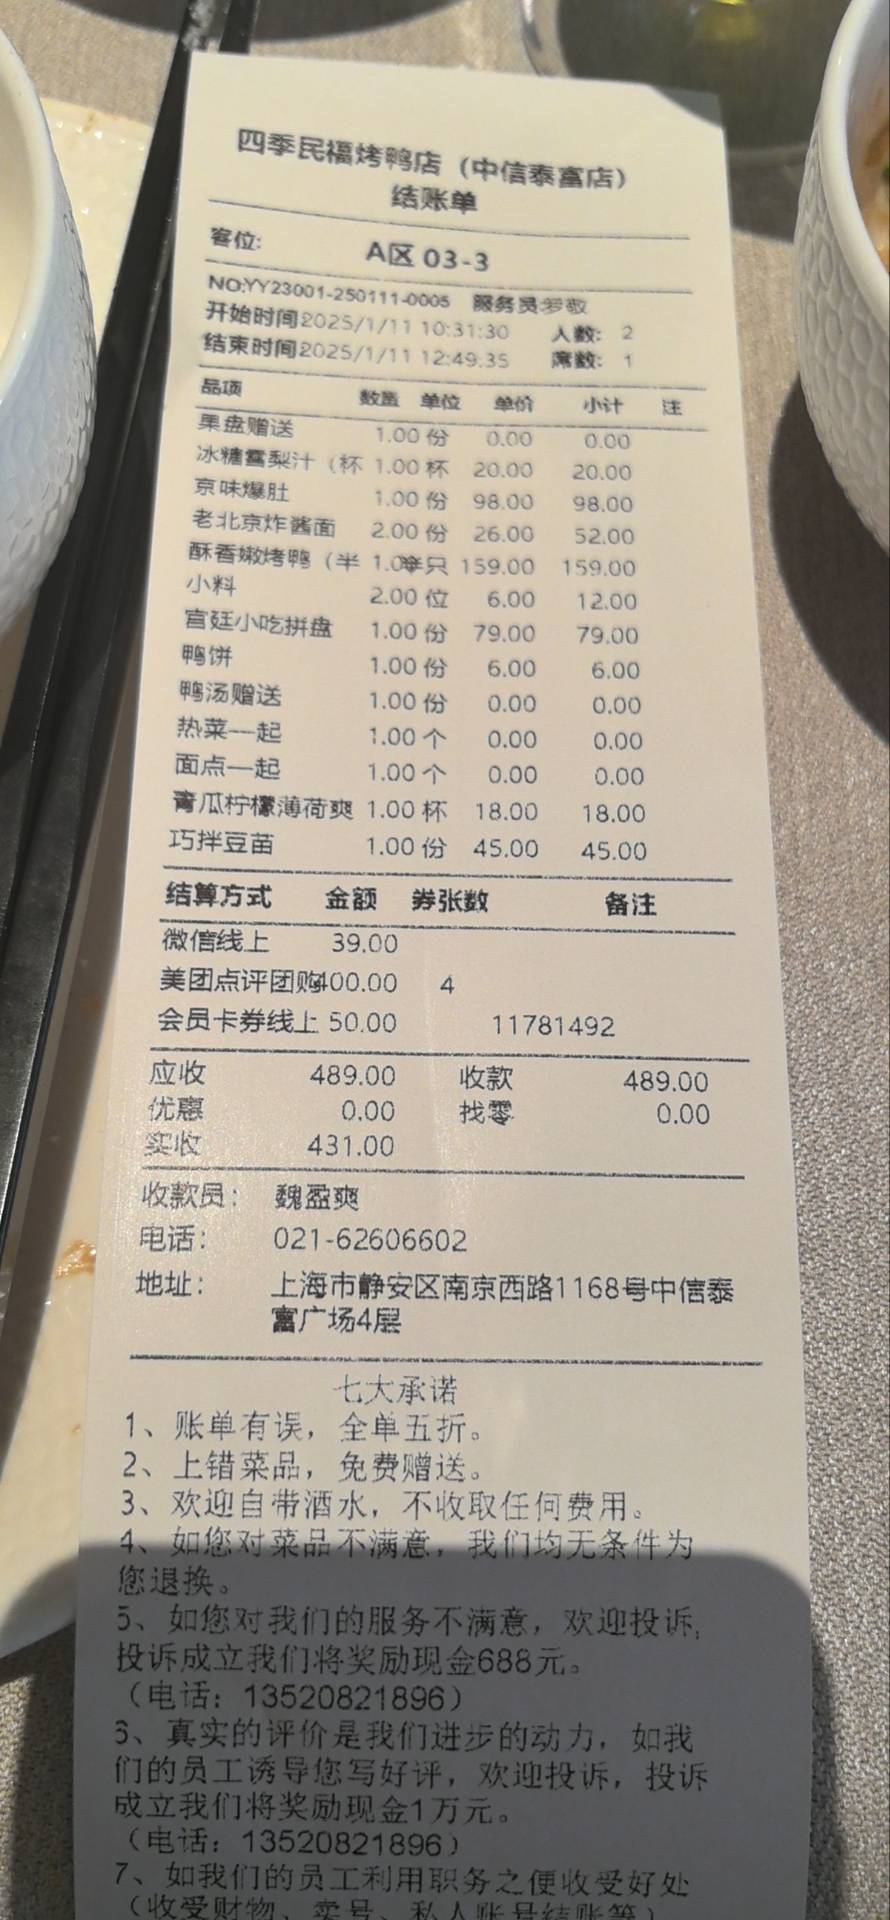 四季民福烤鸭店（中信泰富店）
结账单
客位: A区 03-3
NO:YY23001-250111-0005 服务员:罗敬
开始时间2025/1/11 10:31:30 人数: 2
结束时间2025/1/11 12:49:35 席数: 1
品项 数量 单位 单价 小计 注
果盘赠送 1.00 份 0.00 0.00
冰糖雪梨汁（杯 1.00 杯 20.00 20.00
京味爆肚 1.00 份 98.00 98.00
老北京炸酱面 2.00 份 26.00 52.00
酥香嫩烤鸭（半 1.00半只 159.00 159.00
小料 2.00 位 6.00 12.00
宫廷小吃拼盘 1.00 份 79.00 79.00
鸭饼 1.00 份 6.00 6.00
鸭汤赠送 1.00 份 0.00 0.00
热菜一起 1.00 个 0.00 0.00
面点一起 1.00 个 0.00 0.00
青瓜柠檬薄荷爽 1.00 杯 18.00 18.00
巧拌豆苗 1.00 份 45.00 45.00
结算方式 金额 券张数 备注
微信线上 39.00
美团点评团购400.00 4
会员卡券线上 50.00 11781492
应收 489.00 收款 489.00
优惠 0.00 找零 0.00
实收 431.00
收款员: 魏盈爽
电话: 021-62606602
地址: 上海市静安区南京西路1168号中信泰
富广场4层
七大承诺
1、账单有误，全单五折。
2、上错菜品，免费赠送。
3、欢迎自带酒水，不收取任何费用。
4、如您对菜品不满意，我们均无条件为
您退换。
5、如您对我们的服务不满意，欢迎投诉,
投诉成立我们将奖励现金688元。
（电话：13520821896）
6、真实的评价是我们进步的动力，如我
们的员工诱导您写好评，欢迎投诉，投诉
成立我们将奖励现金1万元。
（电话：13520821896）
7、如我们的员工利用职务之便收受好处
（收受财物、卖号、私人账号结账等）